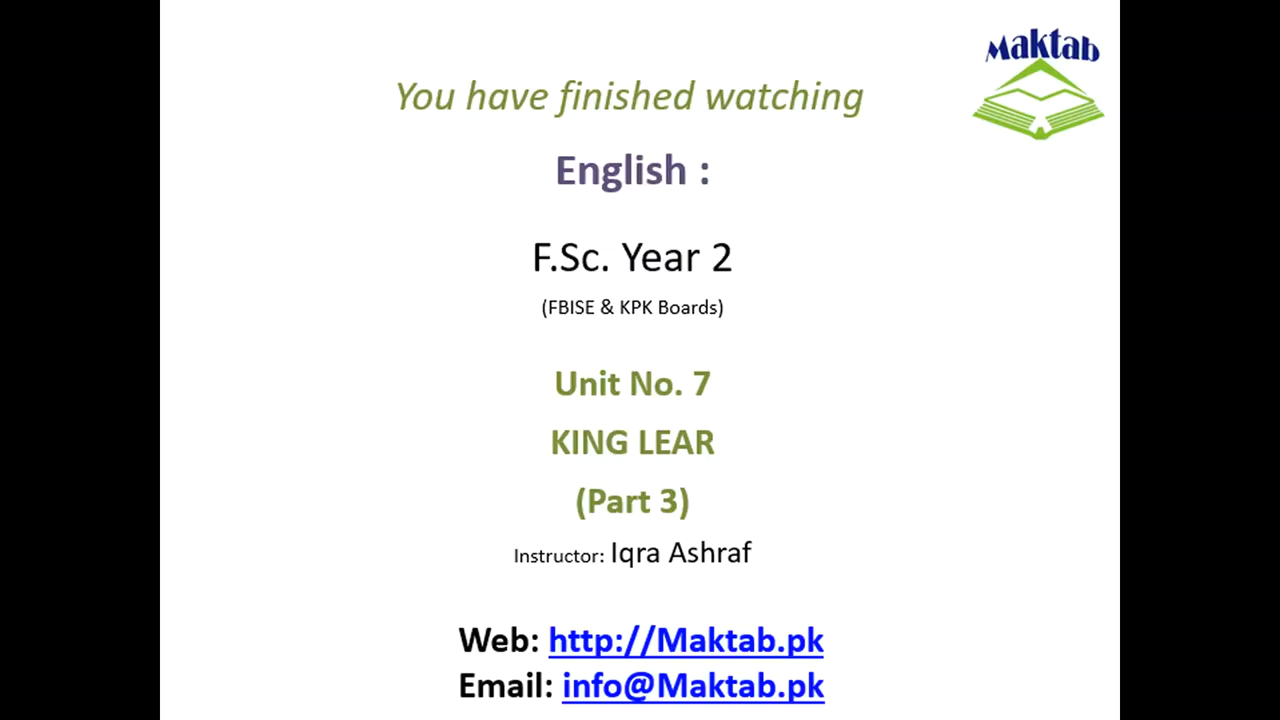 Maktab
You have finished watching
English :
F.Sc. Year 2
(FBISE & KPK Boards)
Unit No. 7
KING LEAR
(Part 3)
Instructor: Iqra Ashraf
Web: http://Maktab.pk
Email: info@Maktab.pk